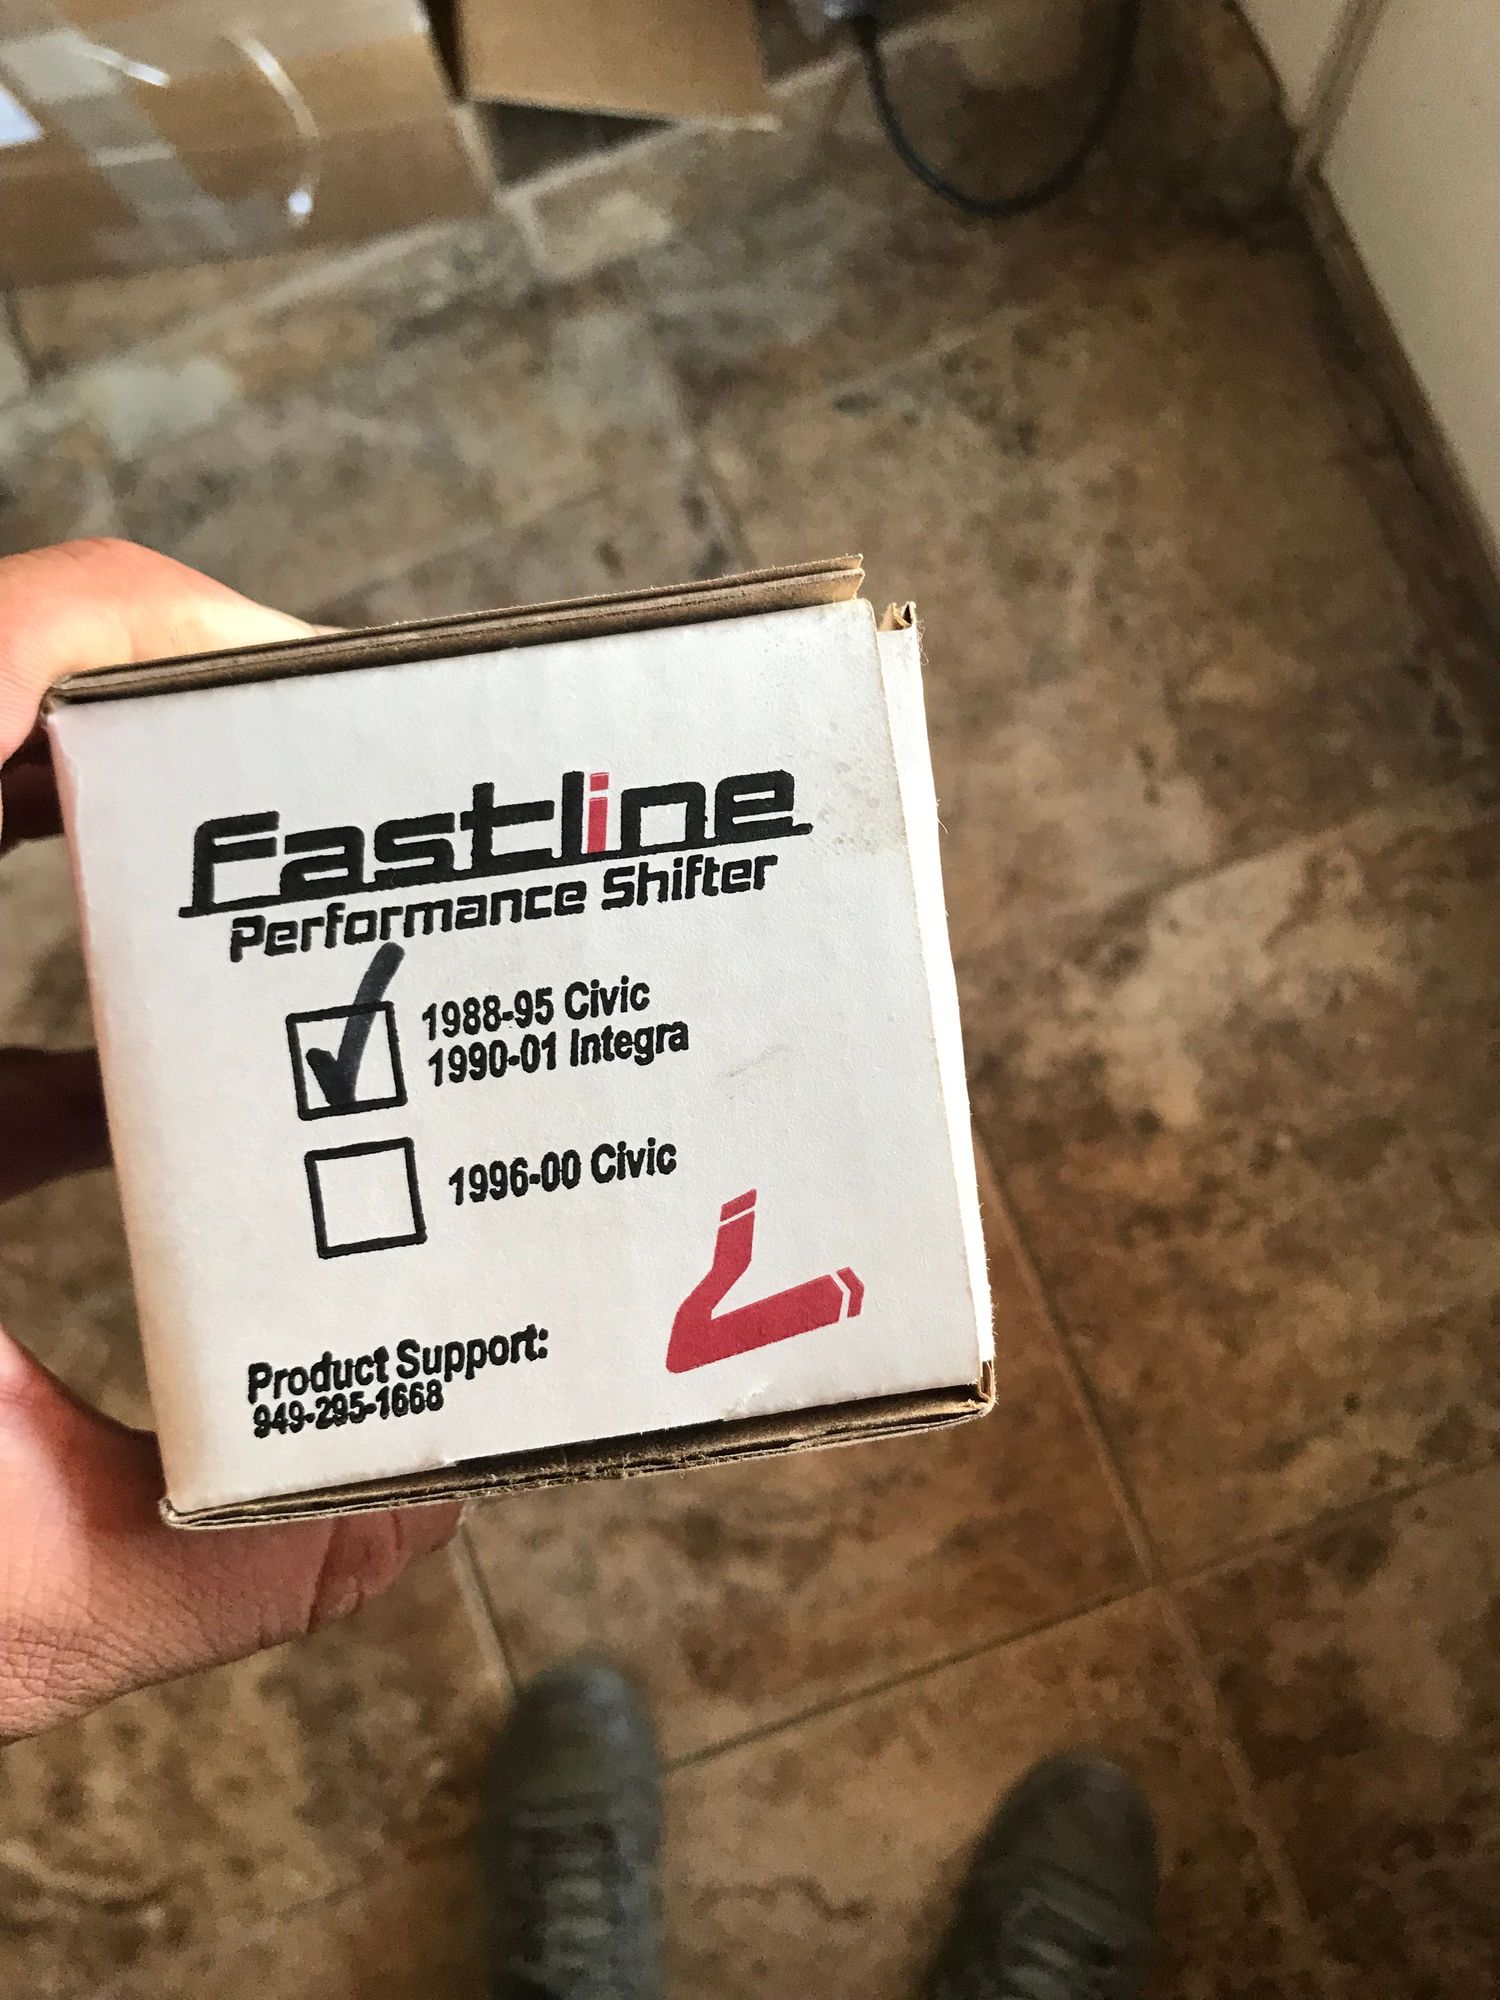 Fastline
Performance Shifter
1988-95 Civic
1990-01 Integra
1996-00 Civic
Product Support:
949-295-1668